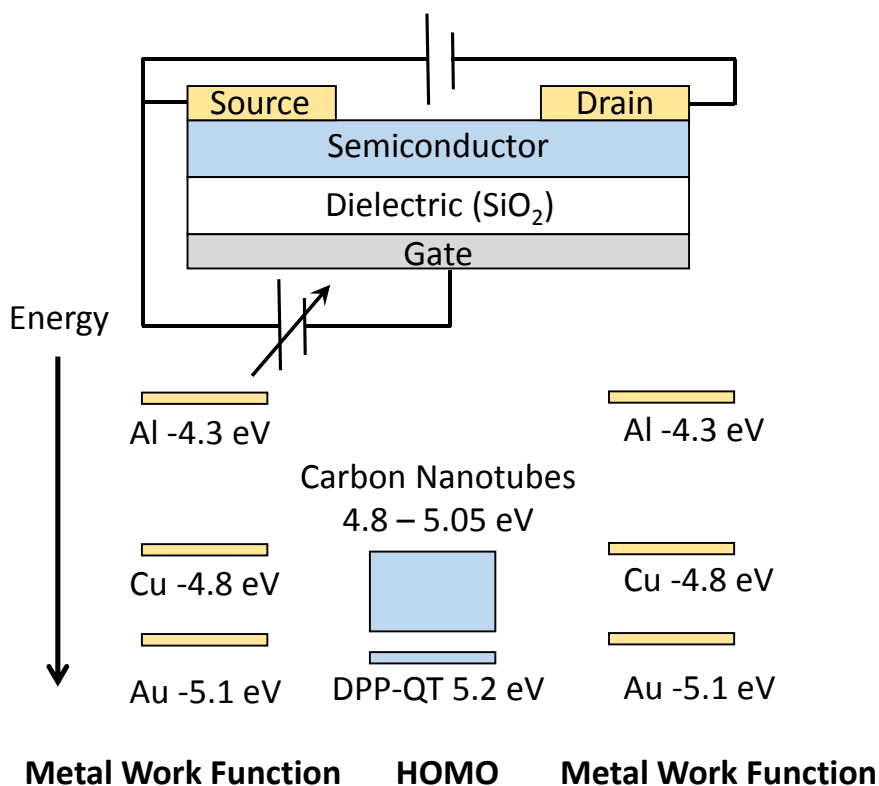 Source
Drain
Semiconductor
Dielectric (SiO₂)
Gate
Energy
Al -4.3 eV
Al -4.3 eV
Carbon Nanotubes
4.8 – 5.05 eV
Cu -4.8 eV
Cu -4.8 eV
Au -5.1 eV
DPP-QT 5.2 eV
Au -5.1 eV
Metal Work Function
HOMO
Metal Work Function